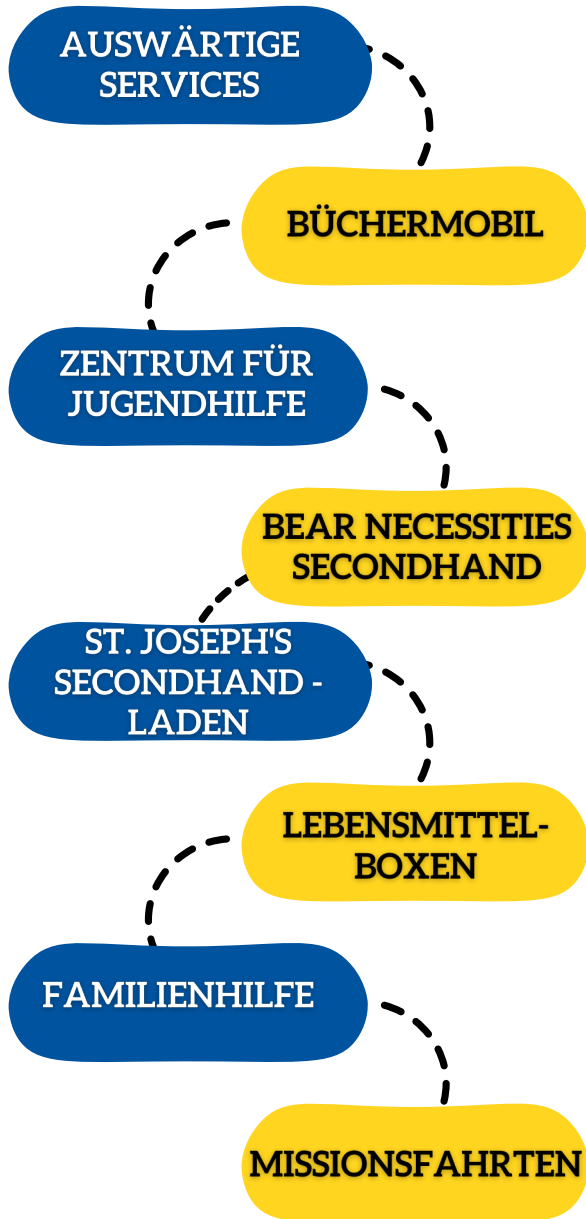 AUSWÄRTIGE
SERVICES
BÜCHERMOBIL
ZENTRUM FÜR
JUGENDHILFE
BEAR NECESSITIES
SECONDHAND
ST. JOSEPH'S
SECONDHAND -
LADEN
LEBENSMITTEL-
BOXEN
FAMILIENHILFE
MISSIONSFAHRTEN